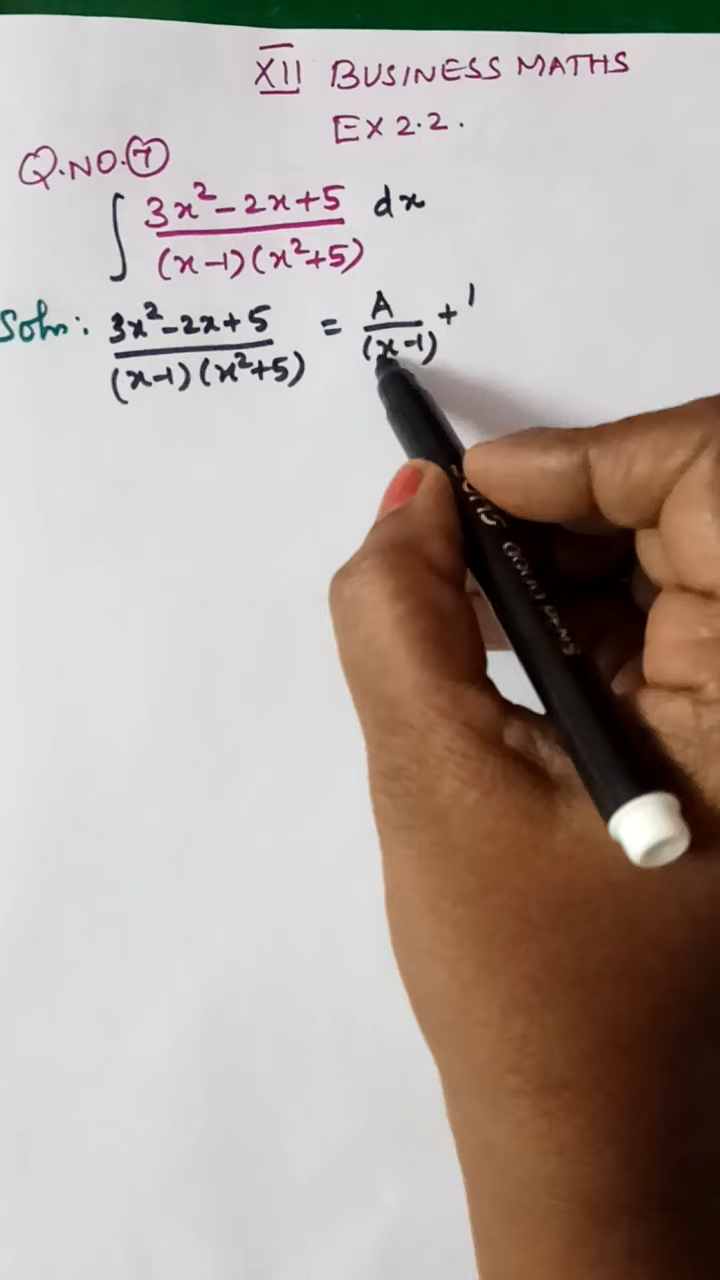 XII BUSINESS MATHS
EX 2.2.
Q.NO.⑦
∫ 3x²-2x+5 / (x-1)(x²+5) dx
Soln: 3x²-2x+5 / (x-1)(x²+5) = A / (x-1) +